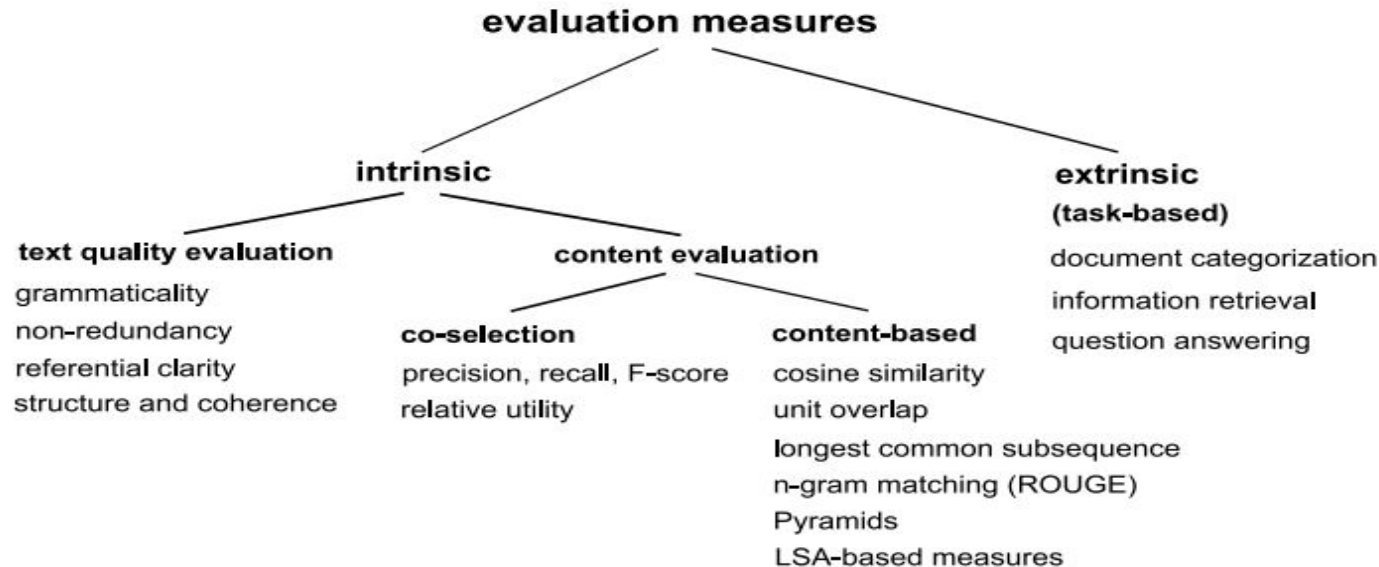 evaluation measures
intrinsic
extrinsic
(task-based)
document categorization
information retrieval
question answering
text quality evaluation
grammaticality
non-redundancy
referential clarity
structure and coherence
content evaluation
co-selection
precision, recall, F-score
relative utility
content-based
cosine similarity
unit overlap
longest common subsequence
n-gram matching (ROUGE)
Pyramids
LSA-based measures